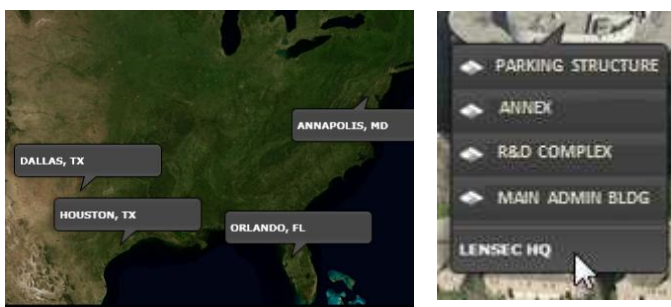 ANNAPOLIS, MD
DALLAS, TX
HOUSTON, TX
ORLANDO, FL
PARKING STRUCTURE
ANNEX
R&D COMPLEX
MAIN ADMIN BLDG
LENSEC HQ